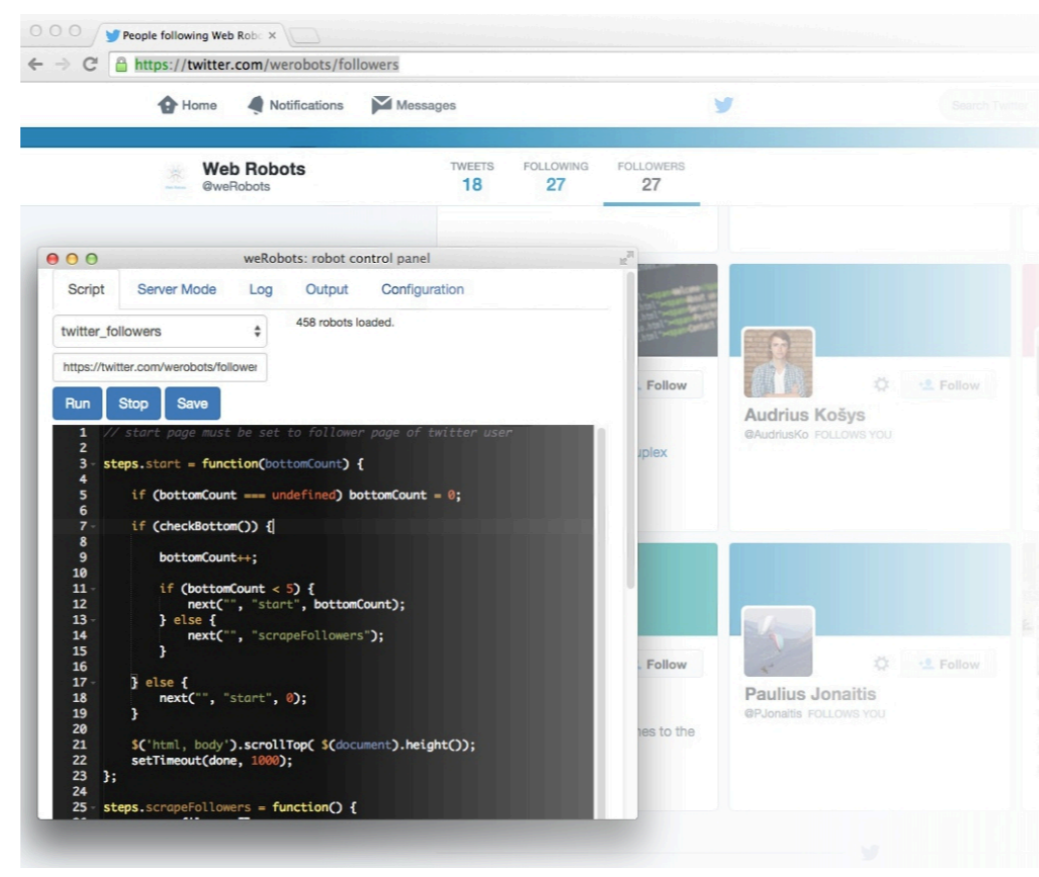 People following Web Rob
https://twitter.com/werobots/followers
Home Notifications Messages Search Twitter
Web Robots
@weRobots
TWEETS FOLLOWING FOLLOWERS
18 27 27
weRobots: robot control panel
Script Server Mode Log Output Configuration
twitter_followers
458 robots loaded.
https://twitter.com/werobots/follower
Run Stop Save
1 // start page must be set to follower page of twitter user
2
3 steps.start = function(bottomCount) {
4
5 if (bottomCount === undefined) bottomCount = 0;
6
7 if (checkBottom()) {
8
9 bottomCount++;
10
11 if (bottomCount < 5) {
12 next("", "start", bottomCount);
13 } else {
14 next("", "scrapeFollowers");
15 }
16
17 } else {
18 next("", "start", 0);
19 }
20
21 $('html, body').scrollTop( $(document).height());
22 setTimeout(done, 1000);
23 };
24
25 steps.scrapeFollowers = function() {
Follow
Follow
Audrius Košys
@AudriusKo FOLLOWS YOU
uplex
Follow
Follow
Paulius Jonaitis
@PJonaitis FOLLOWS YOU
nes to the